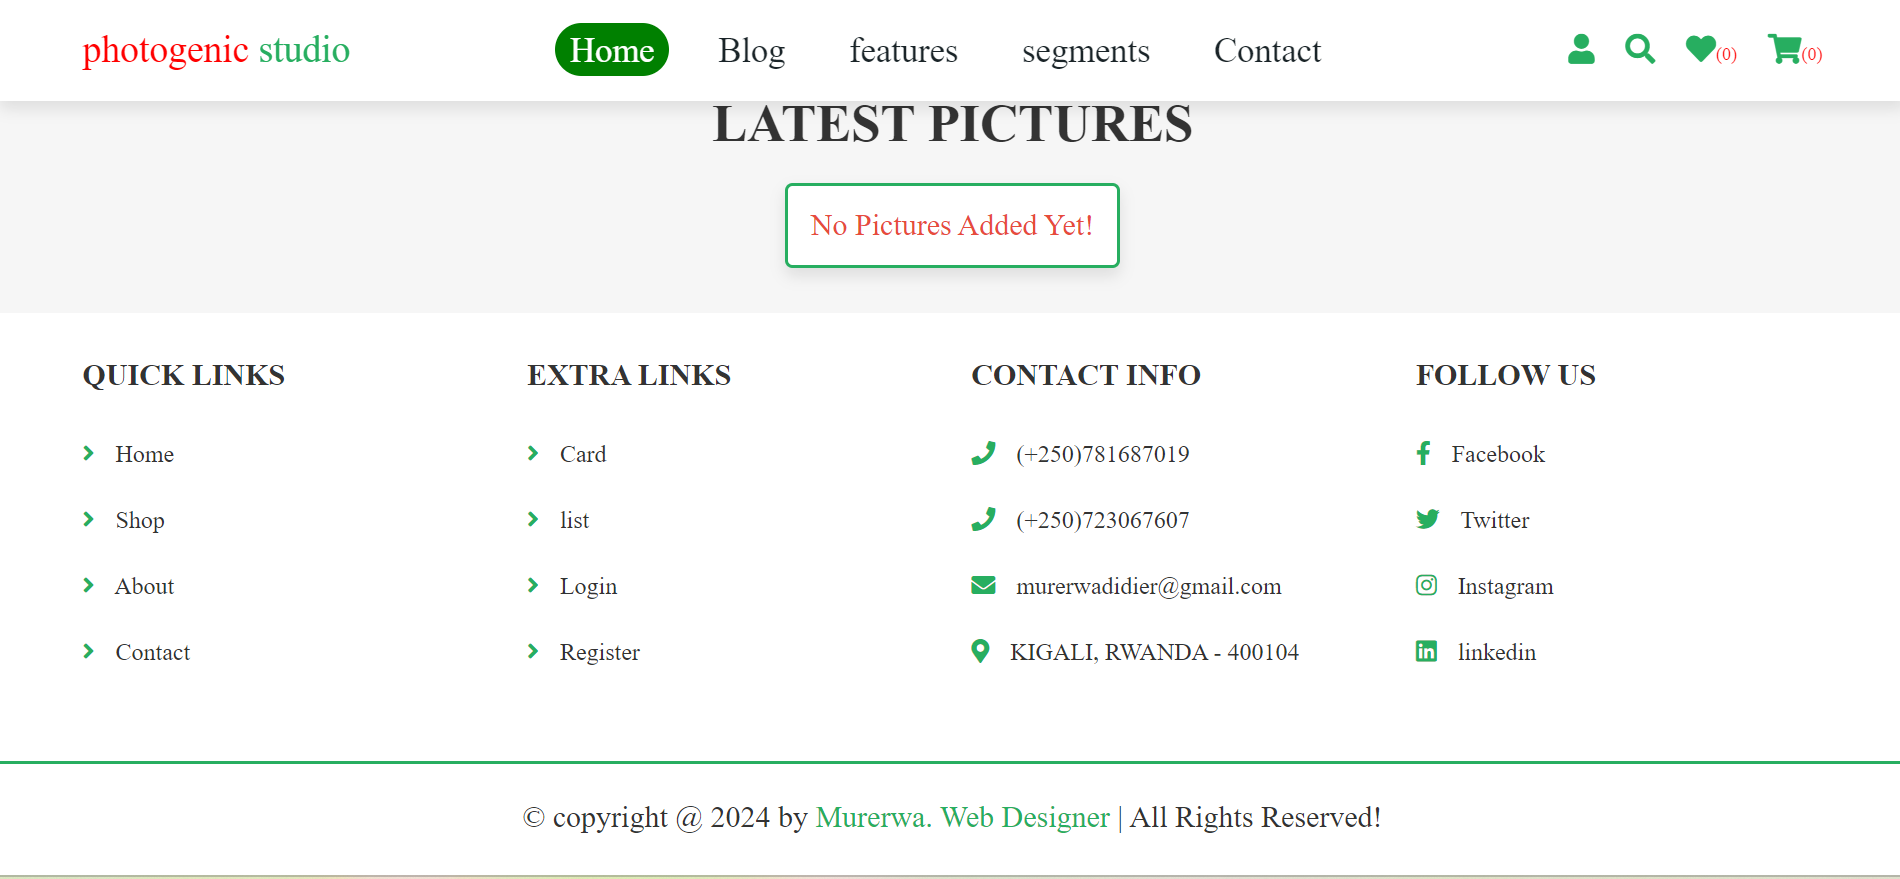 photogenic studio
Home Blog features segments Contact (0) (0)
LATEST PICTURES
No Pictures Added Yet!
QUICK LINKS
Home
Shop
About
Contact
EXTRA LINKS
Card
list
Login
Register
CONTACT INFO
(+250)781687019
(+250)723067607
murerwadidier@gmail.com
KIGALI, RWANDA - 400104
FOLLOW US
Facebook
Twitter
Instagram
linkedin
© copyright @ 2024 by Murerwa. Web Designer | All Rights Reserved!